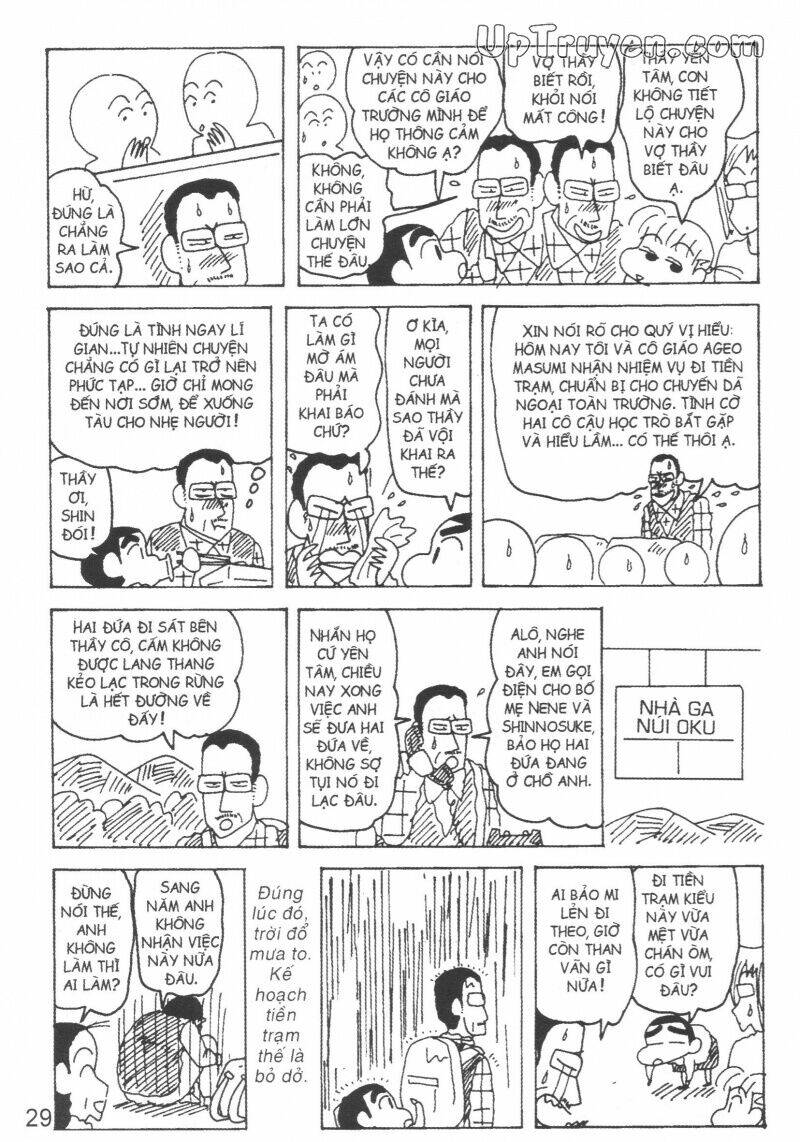 UpTruyen.com
HỪ,
ĐÚNG LÀ
CHẲNG
RA LÀM
SAO CẢ.
VẬY CÓ CẦN NÓI
CHUYỆN NÀY CHO
CÁC CÔ GIÁO
TRƯỜNG MÌNH ĐỂ
HỌ THÔNG CẢM
KHÔNG Ạ?
KHÔNG,
KHÔNG
CẦN PHẢI
LÀM LỚN
CHUYỆN
THẾ ĐÂU.
VỢ THẦY
BIẾT RỒI,
KHỎI NÓI
MẤT CÔNG!
THẦY YÊN
TÂM, CON
KHÔNG TIẾT
LỘ CHUYỆN
NÀY CHO
VỢ THẦY
BIẾT ĐÂU
Ạ.
ĐÚNG LÀ TÌNH NGAY LÍ
GIAN...TỰ NHIÊN CHUYỆN
CHẲNG CÓ GÌ LẠI TRỞ NÊN
PHỨC TẠP... GIỜ CHỈ MONG
ĐẾN NƠI SỚM, ĐỂ XUỐNG
TÀU CHO NHẸ NGƯỜI!
THẦY
ƠI,
SHIN
ĐÓI!
TA CÓ
LÀM GÌ
MỜ ÁM
ĐÂU MÀ
PHẢI
KHAI BÁO
CHỨ?
Ơ KÌA,
MỌI
NGƯỜI
CHƯA
ĐÁNH MÀ
SAO THẦY
ĐÃ VỘI
KHAI RA
THẾ?
XIN NÓI RÕ CHO QUÝ VỊ HIỂU:
HÔM NAY TÔI VÀ CÔ GIÁO AGEO
MASUMI NHẬN NHIỆM VỤ ĐI TIỀN
TRẠM, CHUẨN BỊ CHO CHUYẾN DÃ
NGOẠI TOÀN TRƯỜNG. TÌNH CỜ
HAI CÔ CẬU HỌC TRÒ BẮT GẶP
VÀ HIỂU LẦM... CÓ THẾ THÔI Ạ.
HAI ĐỨA ĐI SÁT BÊN
THẦY CÔ, CẤM KHÔNG
ĐƯỢC LANG THANG
KẺO LẠC TRONG RỪNG
LÀ HẾT ĐƯỜNG VỀ
ĐẤY!
NHẮN HỌ
CỨ YÊN
TÂM, CHIỀU
NAY XONG
VIỆC ANH
SẼ ĐƯA HAI
ĐỨA VỀ,
KHÔNG SỢ
TỤI NÓ ĐI
LẠC ĐÂU.
ALÔ, NGHE
ANH NÓI
ĐÂY, EM GỌI
ĐIỆN CHO BỐ
MẸ NENE VÀ
SHINNOSUKE,
BẢO HỌ HAI
ĐỨA ĐANG
Ở CHỖ ANH.
NHÀ GA
NÚI OKU
ĐỪNG
NÓI THẾ,
ANH
KHÔNG
LÀM THÌ
AI LÀM?
SANG
NĂM ANH
KHÔNG
NHẬN VIỆC
NÀY NỮA
ĐÂU.
Đúng
lúc đó,
trời đổ
mưa to.
Kế
hoạch
tiền
trạm
thế là
bỏ dở.
AI BẢO MI
LẺN ĐI
THEO, GIỜ
CÒN THAN
VÃN GÌ
NỮA!
ĐI TIỀN
TRẠM KIỂU
NÀY VỪA
MỆT VỪA
CHÁN ỐM,
CÓ GÌ VUI
ĐÂU?
29